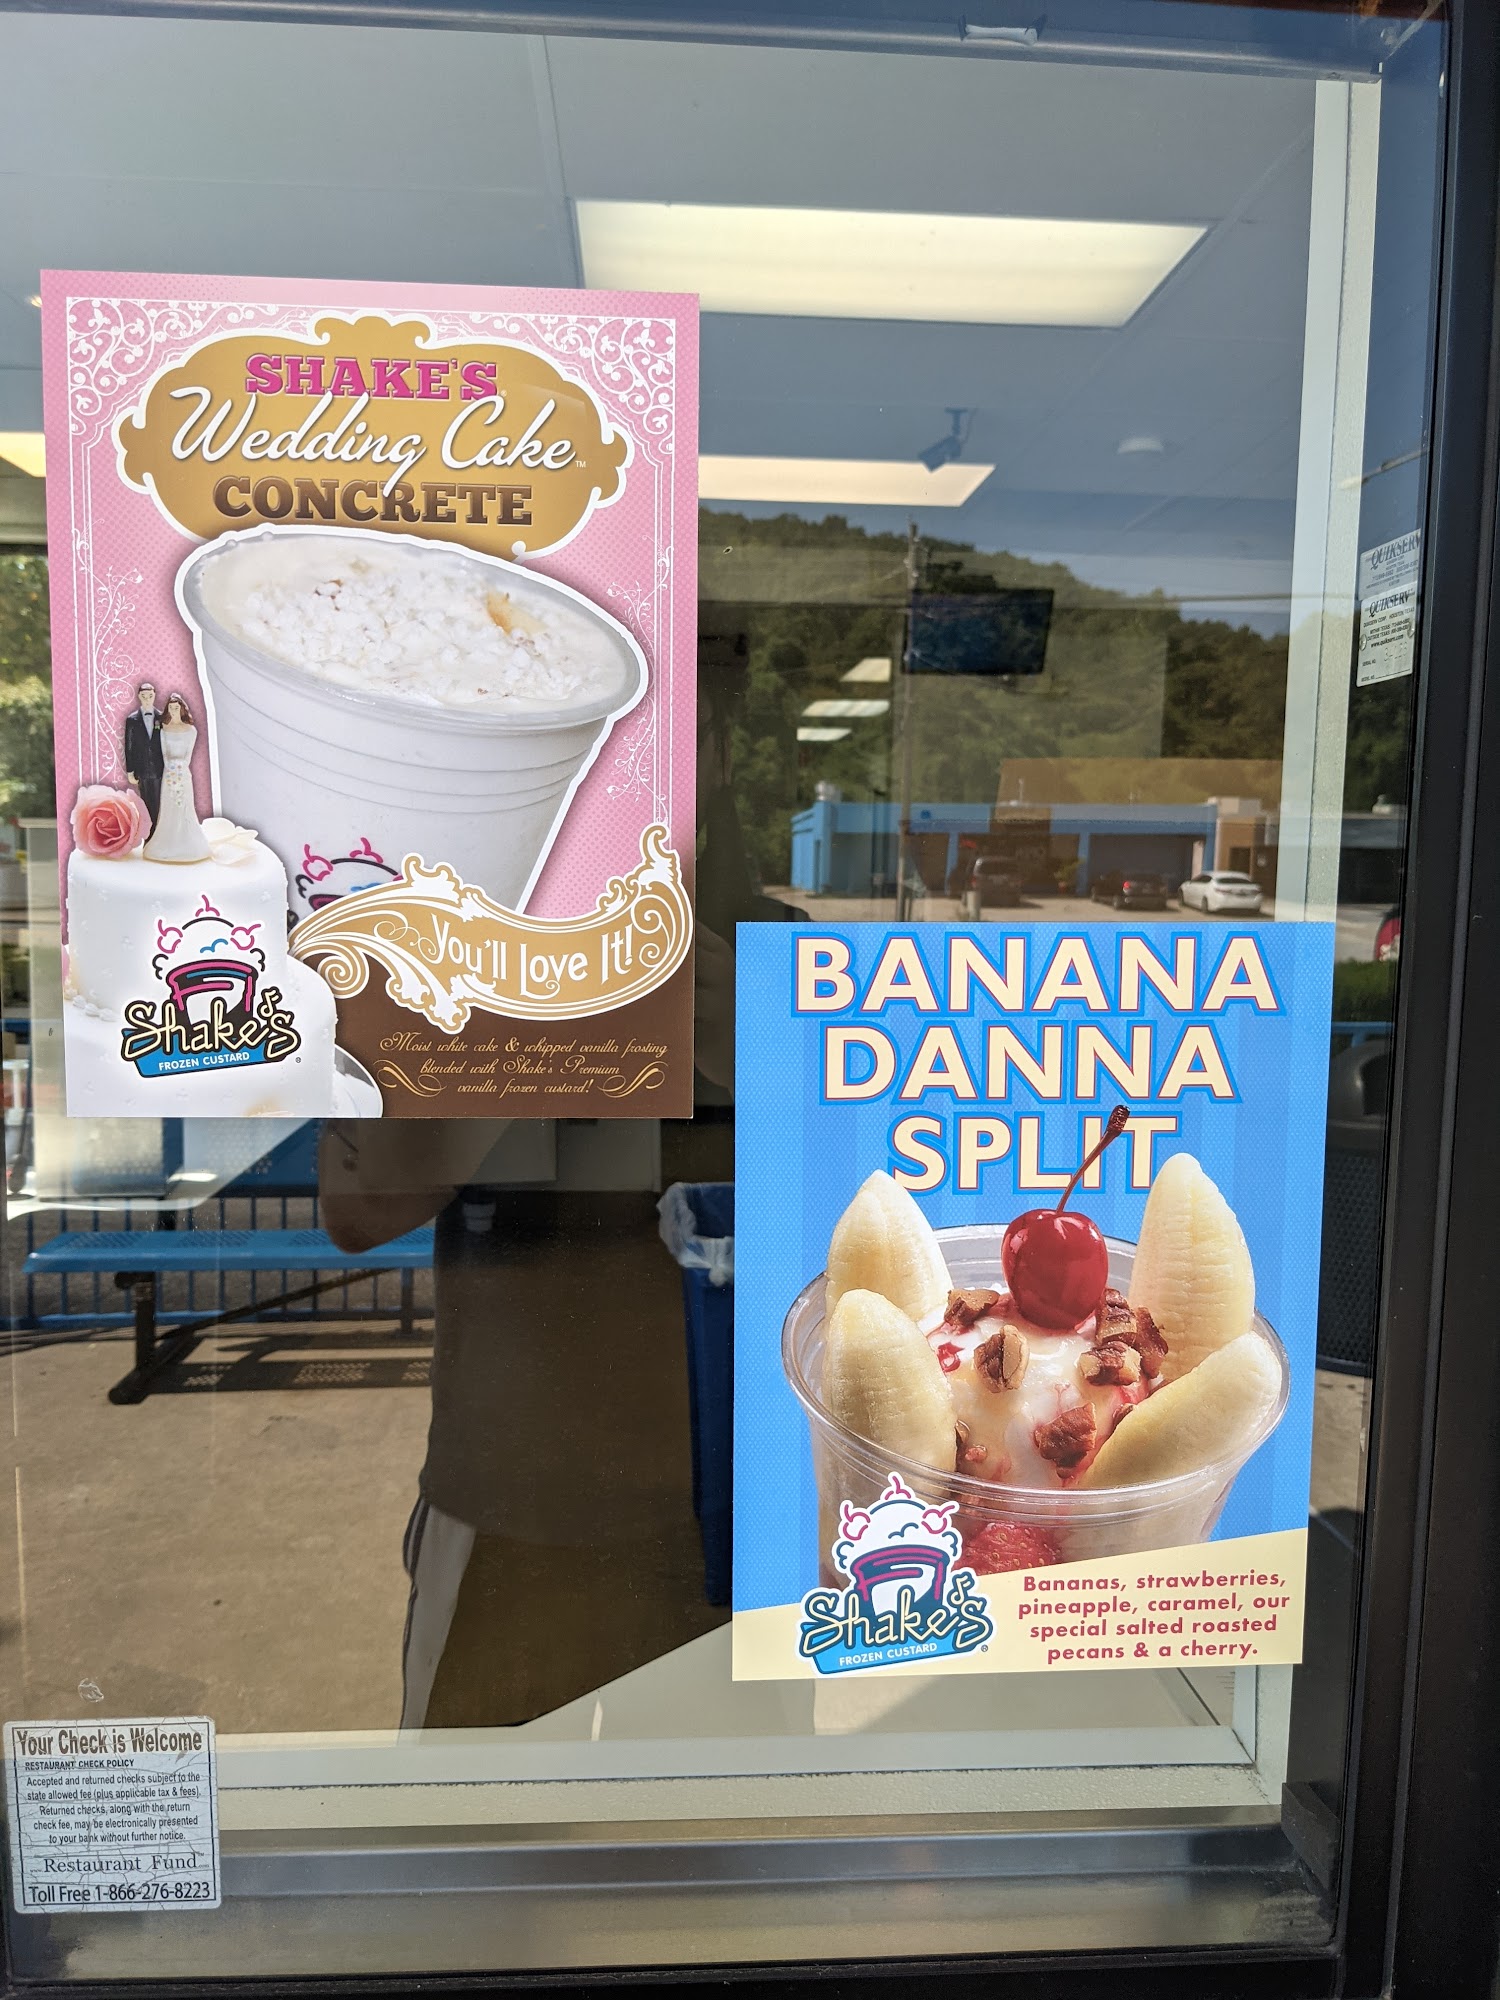 SHAKE'S
Wedding Cake™
CONCRETE
You'll Love It!
Moist white cake & whipped vanilla frosting
blended with Shake's Premium
vanilla frozen custard!
Shake's®
FROZEN CUSTARD
BANANA
DANNA
SPLIT
Bananas, strawberries,
pineapple, caramel, our
special salted roasted
pecans & a cherry.
Shake's®
FROZEN CUSTARD
QUIKSERV
QUIKSERV
Your Check is Welcome
RESTAURANT CHECK POLICY
Accepted and returned checks subject to the
state allowed fee (plus applicable tax & fees).
Returned checks, along with the return
check fee, may be electronically presented
to your bank without further notice.
Restaurant Fund
Toll Free 1-866-276-8223